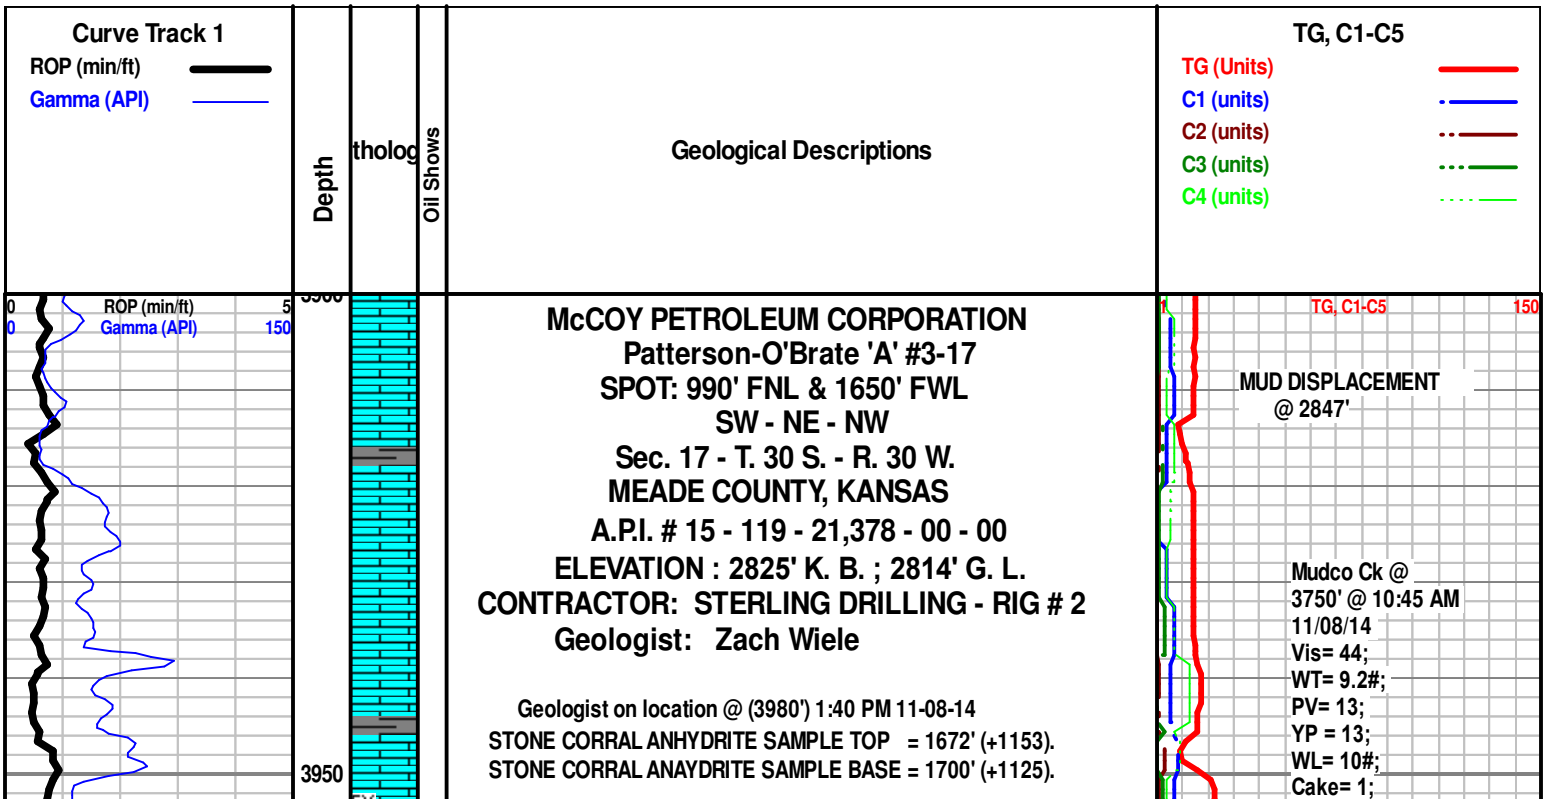 Curve Track 1
ROP (min/ft)
Gamma (API)
Depth
tholog
Oil Shows
Geological Descriptions
TG, C1-C5
TG (Units)
C1 (units)
C2 (units)
C3 (units)
C4 (units)
0 ROP (min/ft) 5
0 Gamma (API) 150
3900
3950
McCOY PETROLEUM CORPORATION
Patterson-O'Brate 'A' #3-17
SPOT: 990' FNL & 1650' FWL
SW - NE - NW
Sec. 17 - T. 30 S. - R. 30 W.
MEADE COUNTY, KANSAS
A.P.I. # 15 - 119 - 21,378 - 00 - 00
ELEVATION : 2825' K. B. ; 2814' G. L.
CONTRACTOR: STERLING DRILLING - RIG # 2
Geologist: Zach Wiele
Geologist on location @ (3980') 1:40 PM 11-08-14
STONE CORRAL ANHYDRITE SAMPLE TOP = 1672' (+1153).
STONE CORRAL ANAYDRITE SAMPLE BASE = 1700' (+1125).
1 TG, C1-C5 150
MUD DISPLACEMENT
@ 2847'
Mudco Ck @
3750' @ 10:45 AM
11/08/14
Vis= 44;
WT= 9.2#;
PV= 13;
YP = 13;
WL= 10#;
Cake= 1;